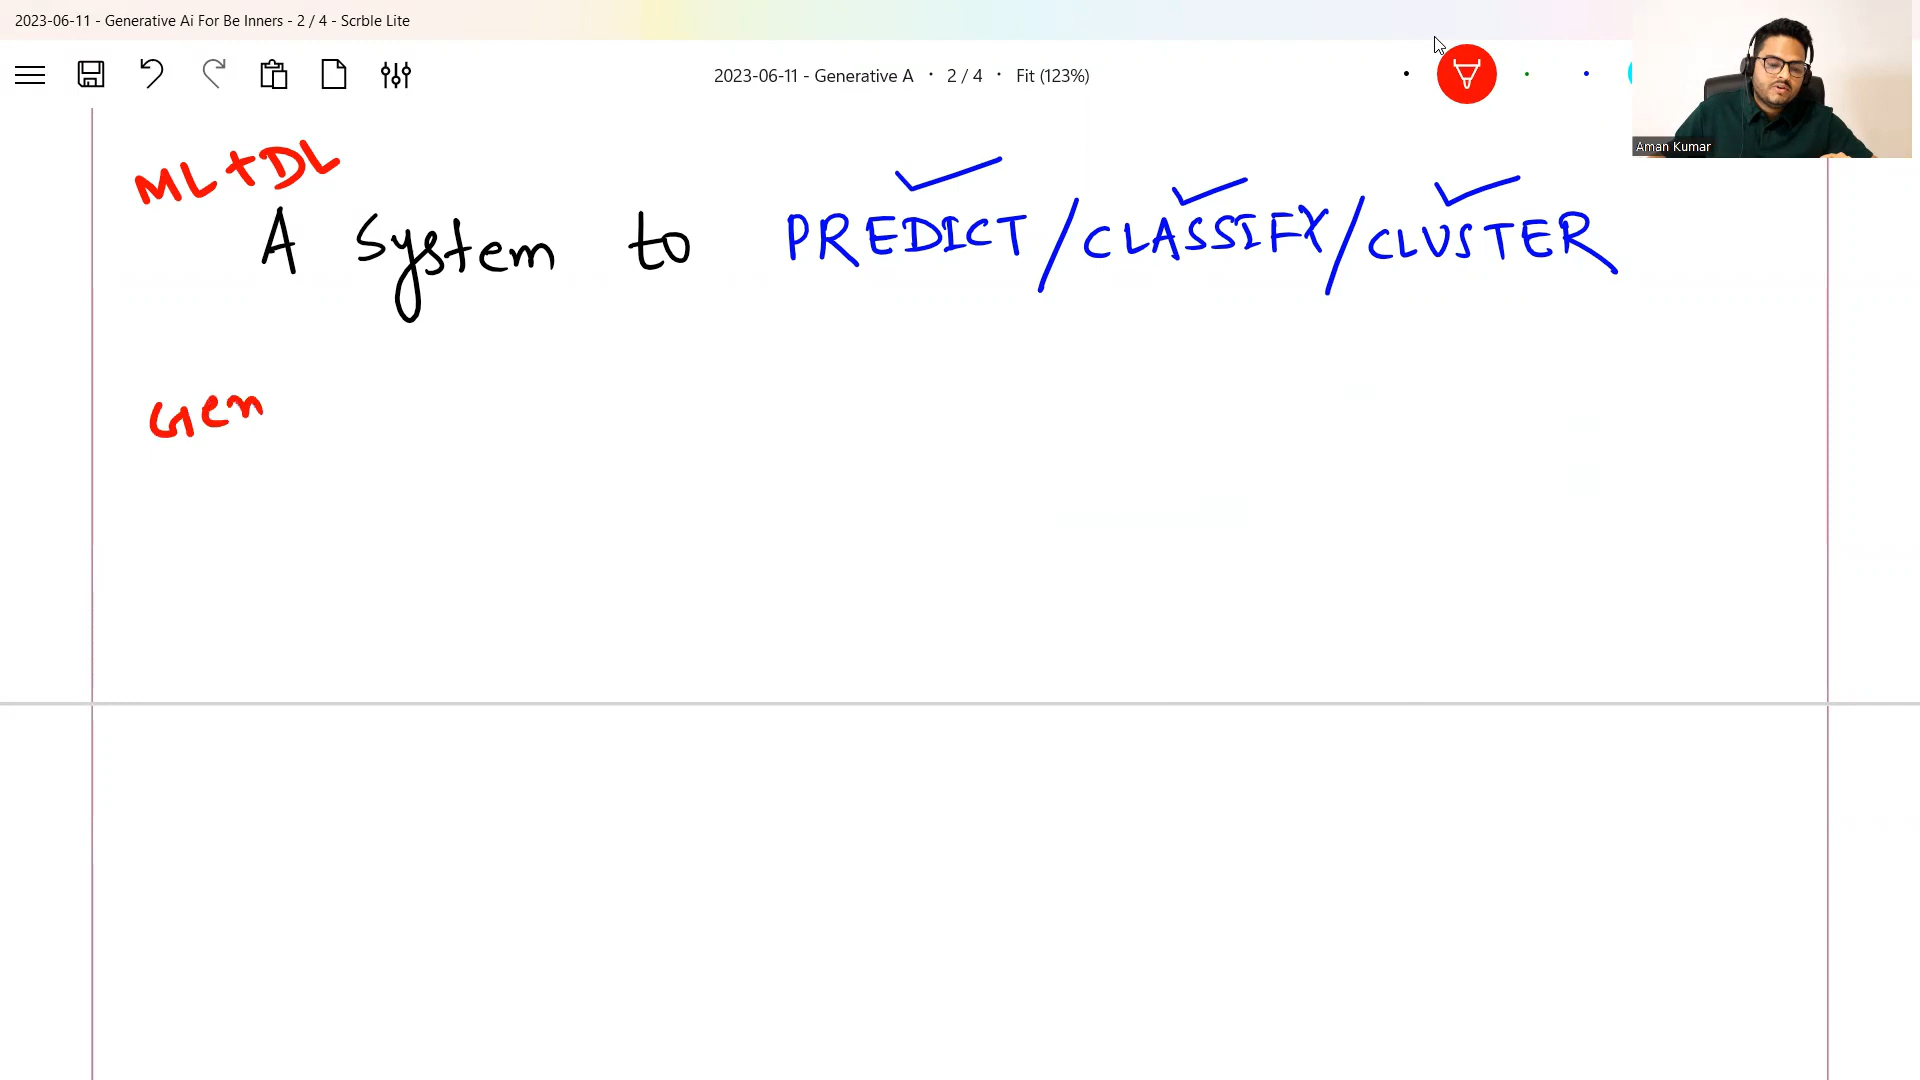 2023-06-11 - Generative Ai For Be Inners - 2 / 4 - Scrble Lite
2023-06-11 - Generative A · 2 / 4 · Fit (123%)
Aman Kumar
ML+DL
A System to PREDICT/CLASSIFY/CLUSTER
Gen